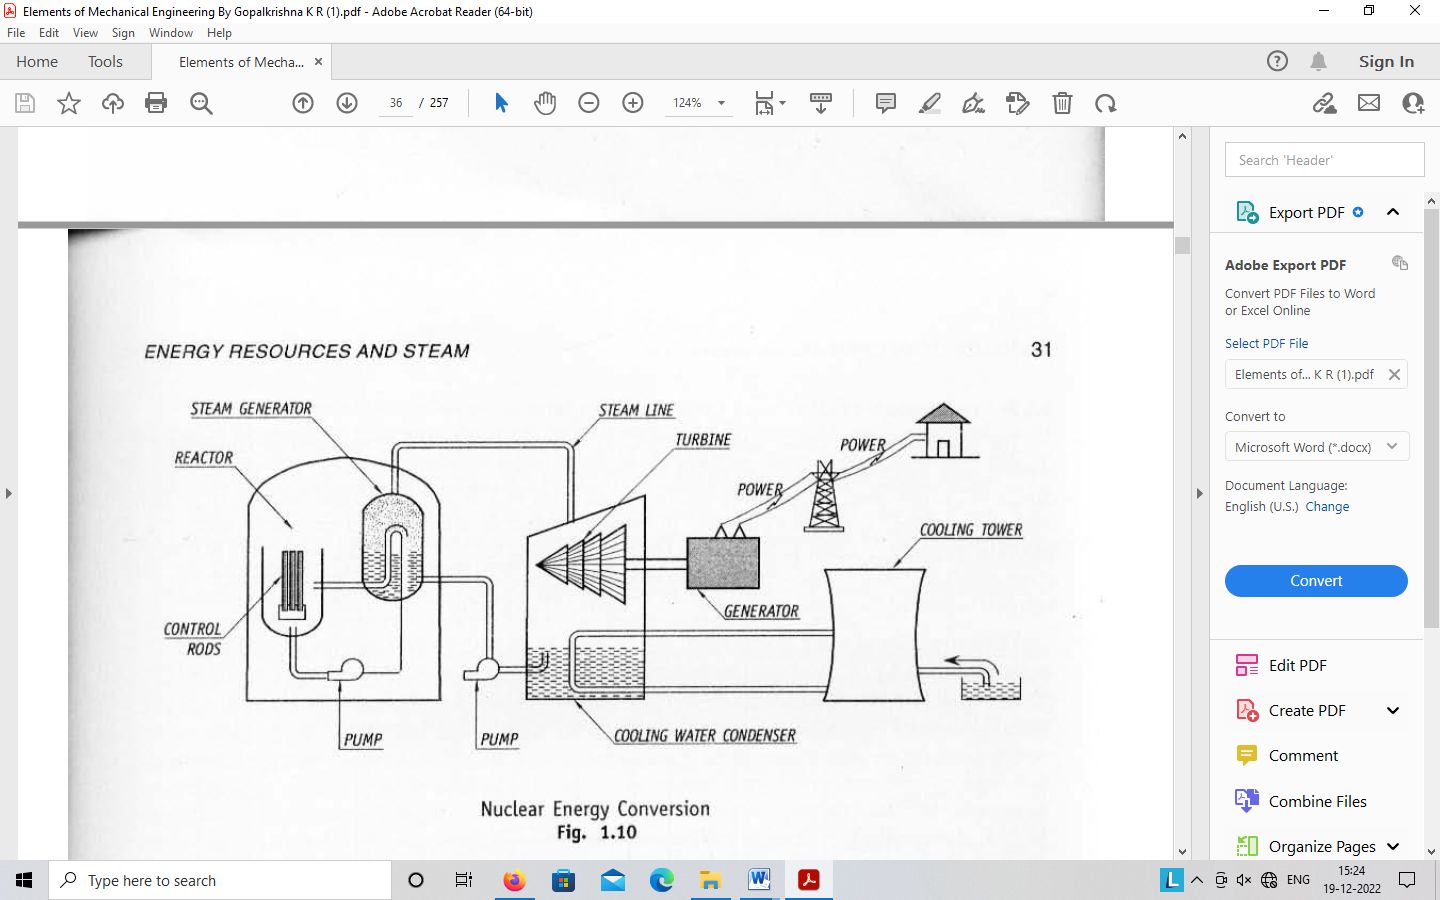 Elements of Mechanical Engineering By Gopalkrishna K R (1).pdf - Adobe Acrobat Reader (64-bit)
File Edit View Sign Window Help
Home Tools Elements of Mecha... Sign In
36 / 257 124%
ENERGY RESOURCES AND STEAM 31
STEAM GENERATOR
STEAM LINE
TURBINE
REACTOR
POWER
POWER
COOLING TOWER
GENERATOR
CONTROL
RODS
PUMP
PUMP
COOLING WATER CONDENSER
Nuclear Energy Conversion
Fig. 1.10
Search 'Header'
Export PDF
Adobe Export PDF
Convert PDF Files to Word
or Excel Online
Select PDF File
Elements of... K R (1).pdf
Convert to
Microsoft Word (*.docx)
Document Language:
English (U.S.) Change
Convert
Edit PDF
Create PDF
Comment
Combine Files
Organize Pages
Type here to search
ENG
15:24
19-12-2022